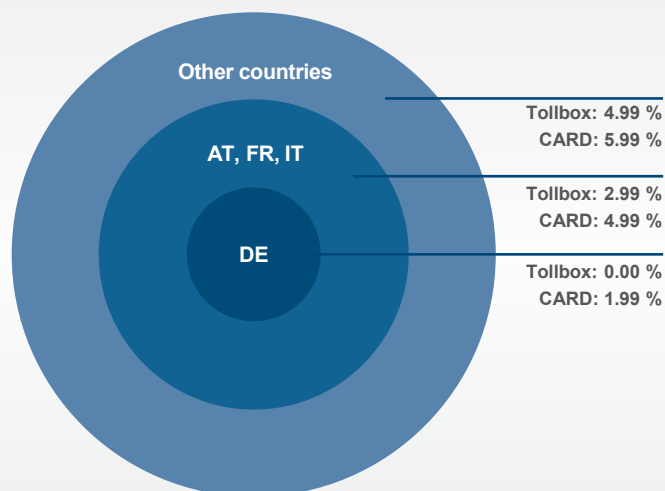 Other countries
Tollbox: 4.99 %
CARD: 5.99 %
AT, FR, IT
Tollbox: 2.99 %
CARD: 4.99 %
DE
Tollbox: 0.00 %
CARD: 1.99 %